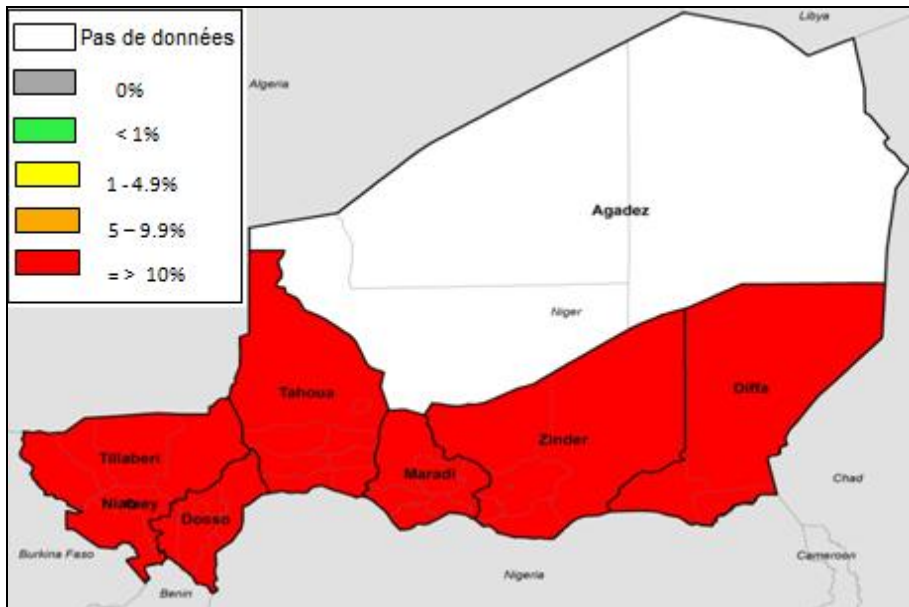 Pas de données
0%
< 1%
1 - 4.9%
5 – 9.9%
= > 10%
Libya
Algeria
Agadez
Niger
Tahoua
Diffa
Zinder
Tillaberi
Maradi
Niamey
Dosso
Chad
Burkina Faso
Nigeria
Cameroon
Benin